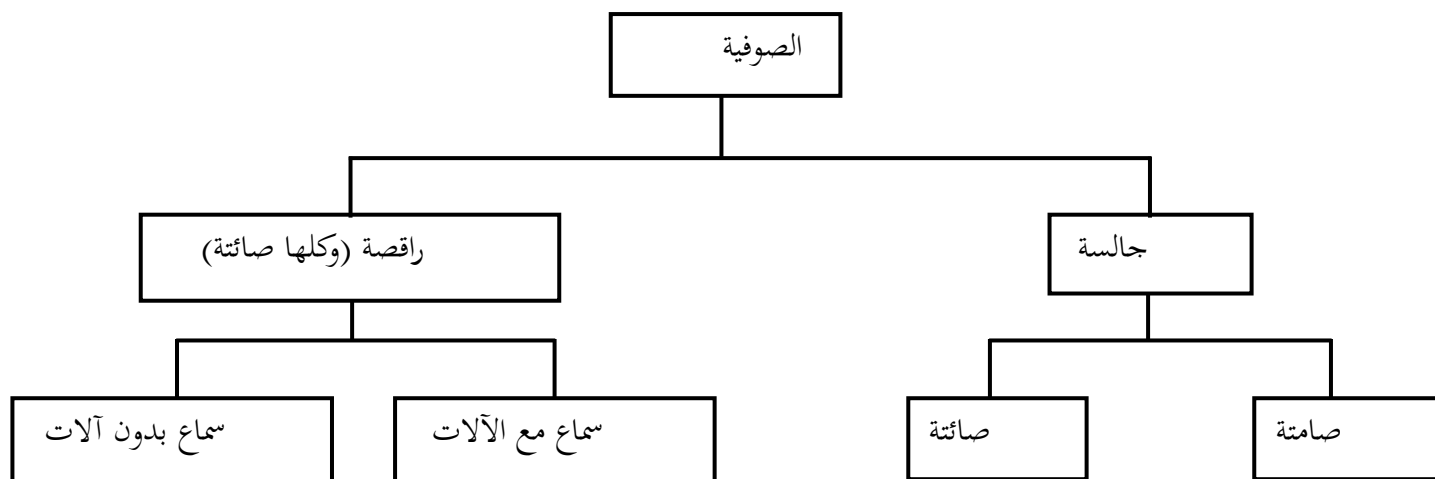 الصوفية
جالسة
راقصة (وكلها صائتة)
صامتة
صائتة
سماع مع الآلات
سماع بدون آلات